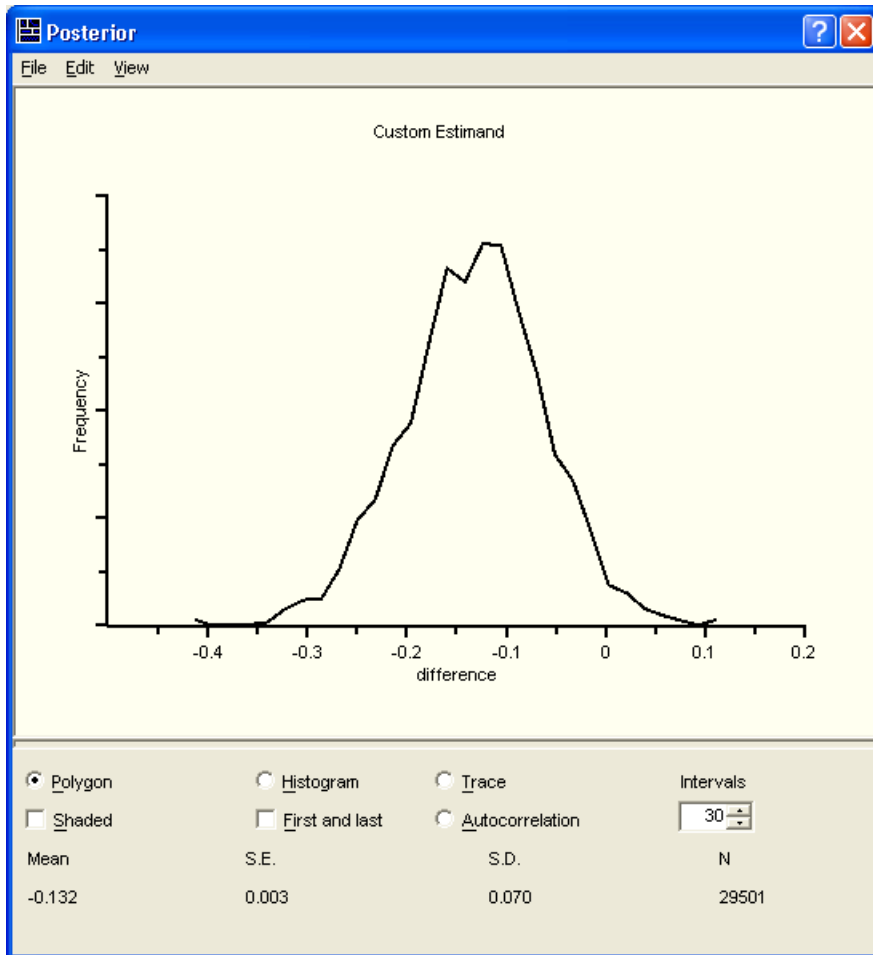 Posterior
File Edit View
Custom Estimand
Frequency
-0.4 -0.3 -0.2 -0.1 0 0.1 0.2
difference
Polygon Histogram Trace Intervals
Shaded First and last Autocorrelation 30
Mean S.E. S.D. N
-0.132 0.003 0.070 29501